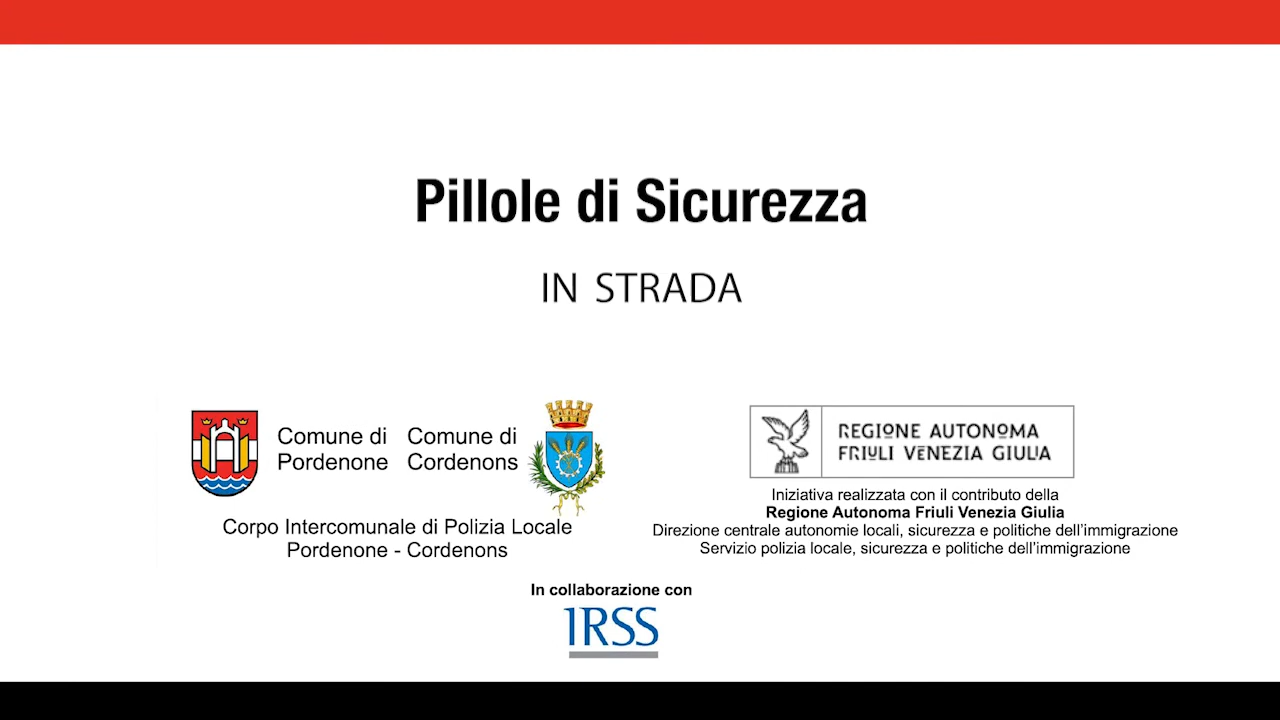 Pillole di Sicurezza
IN STRADA
Comune di
Pordenone
Comune di
Cordenons
Corpo Intercomunale di Polizia Locale
Pordenone - Cordenons
REGIONE AUTONOMA
FRIULI VENEZIA GIULIA
Iniziativa realizzata con il contributo della
Regione Autonoma Friuli Venezia Giulia
Direzione centrale autonomie locali, sicurezza e politiche dell'immigrazione
Servizio polizia locale, sicurezza e politiche dell'immigrazione
In collaborazione con
IRSS